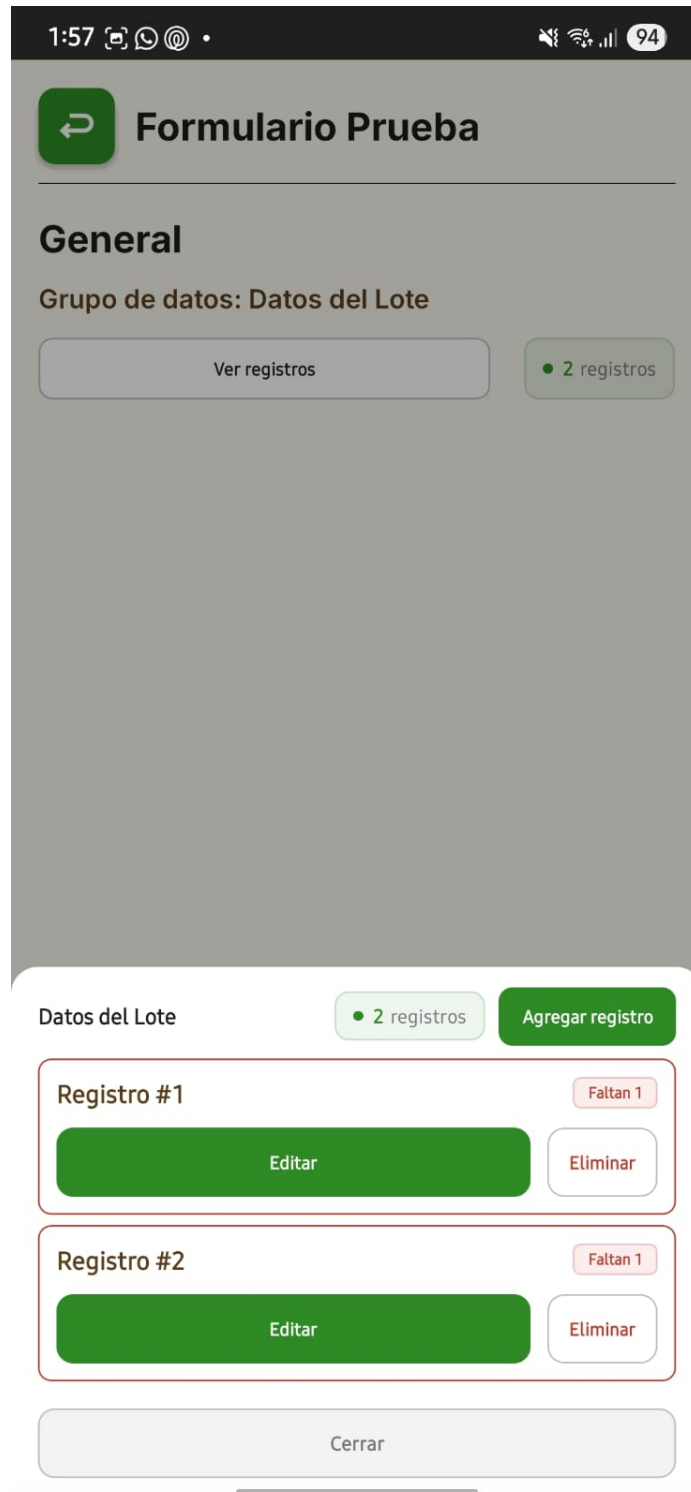 1:57
94
Formulario Prueba
General
Grupo de datos: Datos del Lote
Ver registros
2 registros
Datos del Lote
2 registros
Agregar registro
Registro #1
Faltan 1
Editar
Eliminar
Registro #2
Faltan 1
Editar
Eliminar
Cerrar